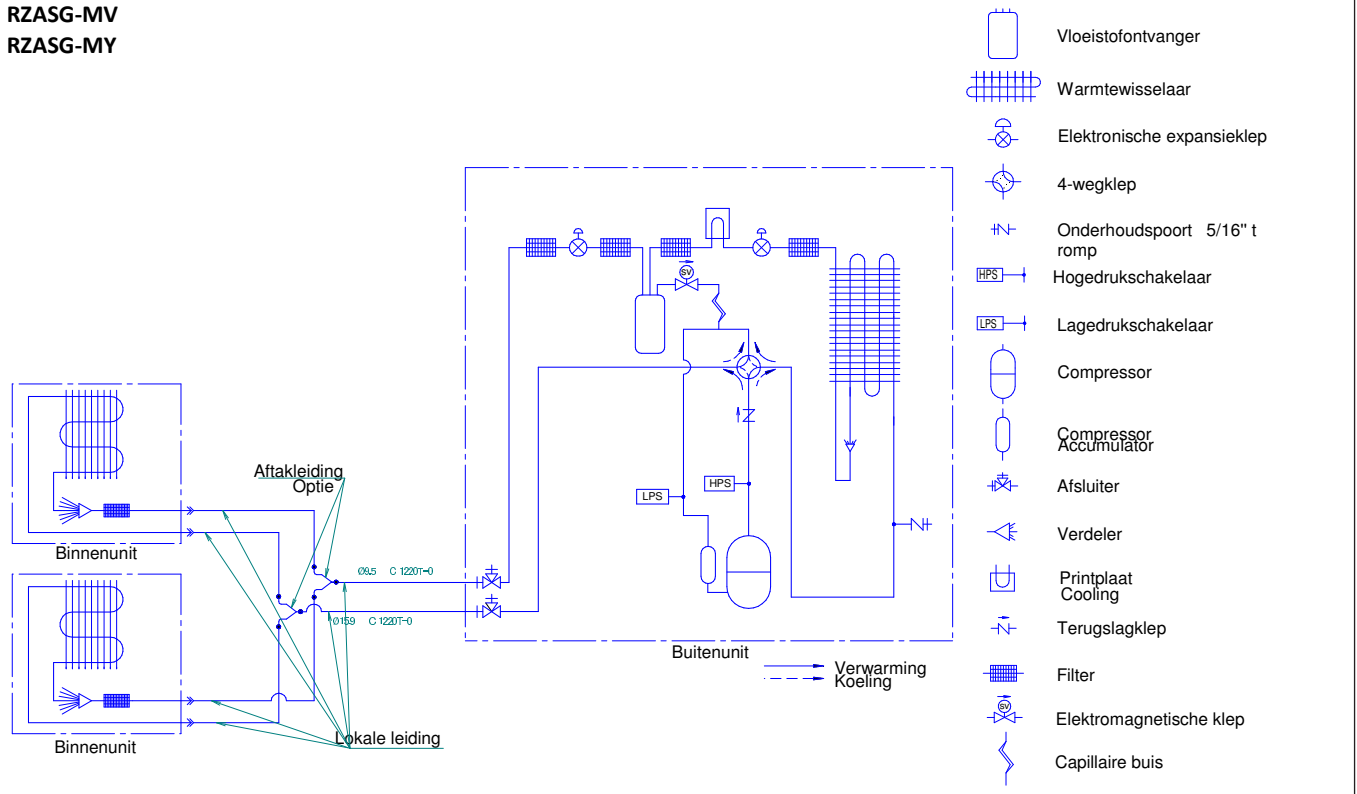 RZASG-MV
RZASG-MY
Vloeistofontvanger
Warmtewisselaar
Elektronische expansieklep
4-wegklep
Onderhoudspoort 5/16" t
romp
HPS
Hogedrukschakelaar
LPS
Lagedrukschakelaar
Compressor
Compressor
Accumulator
Afsluiter
Verdeler
Printplaat
Cooling
Terugslagklep
Filter
SV
Elektromagnetische klep
Capillaire buis
SV
LPS
HPS
Aftakleiding
Optie
Binnenunit
Ø9.5 C 1220T-0
Ø15.9 C 1220T-0
Buitenunit
Verwarming
Koeling
Lokale leiding
Binnenunit